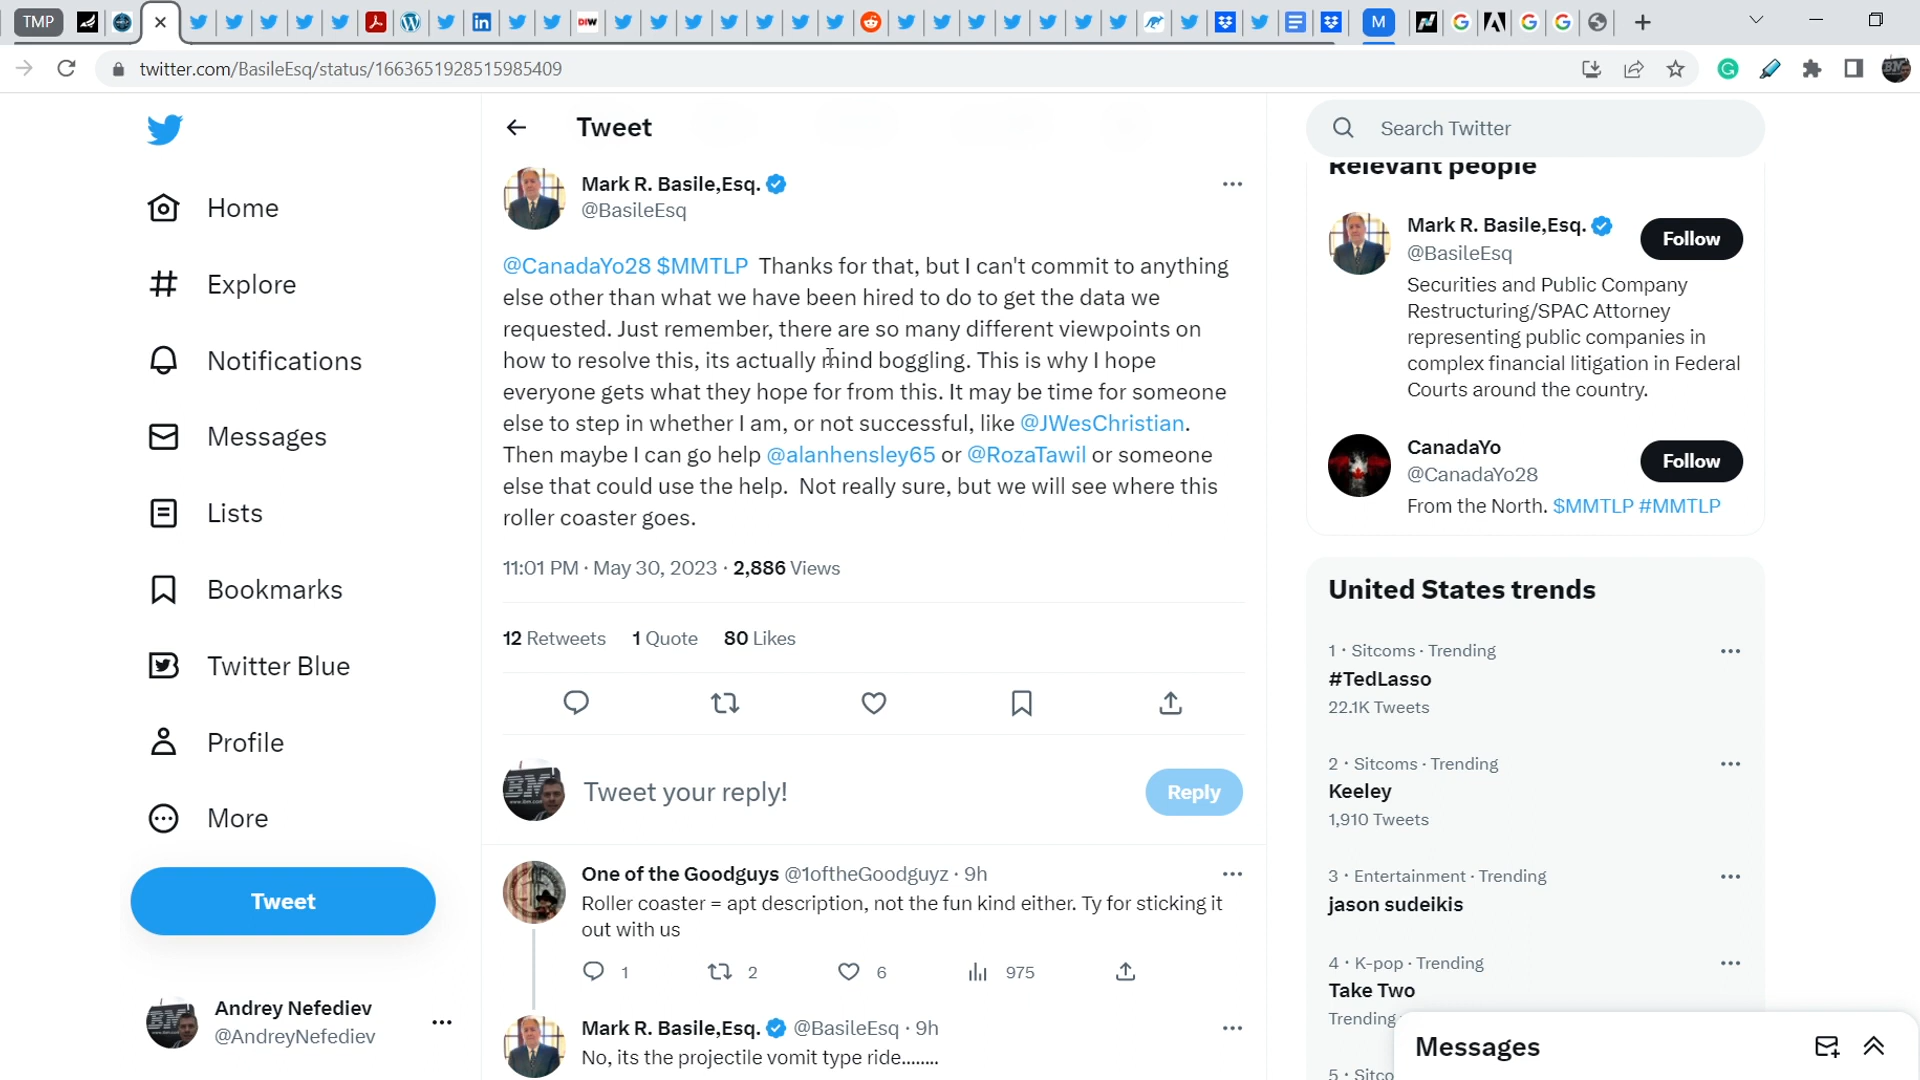 TMP
DIW
M
twitter.com/BasileEsq/status/1663651928515985409
Home
Explore
Notifications
Messages
Lists
Bookmarks
Twitter Blue
Profile
More
Tweet
Andrey Nefediev
@AndreyNefediev
Tweet
Mark R. Basile,Esq.
@BasileEsq
@CanadaYo28 $MMTLP Thanks for that, but I can't commit to anything
else other than what we have been hired to do to get the data we
requested. Just remember, there are so many different viewpoints on
how to resolve this, its actually mind boggling. This is why I hope
everyone gets what they hope for from this. It may be time for someone
else to step in whether I am, or not successful, like @JWesChristian.
Then maybe I can go help @alanhensley65 or @RozaTawil or someone
else that could use the help. Not really sure, but we will see where this
roller coaster goes.
11:01 PM · May 30, 2023 · 2,886 Views
12 Retweets 1 Quote 80 Likes
Tweet your reply!
Reply
One of the Goodguys @1oftheGoodguyz · 9h
Roller coaster = apt description, not the fun kind either. Ty for sticking it
out with us
1 2 6 975
Mark R. Basile,Esq. @BasileEsq · 9h
No, its the projectile vomit type ride........
Search Twitter
Relevant people
Mark R. Basile,Esq.
@BasileEsq
Follow
Securities and Public Company
Restructuring/SPAC Attorney
representing public companies in
complex financial litigation in Federal
Courts around the country.
CanadaYo
@CanadaYo28
Follow
From the North. $MMTLP #MMTLP
United States trends
1 · Sitcoms · Trending
#TedLasso
22.1K Tweets
2 · Sitcoms · Trending
Keeley
1,910 Tweets
3 · Entertainment · Trending
jason sudeikis
4 · K-pop · Trending
Take Two
Trending
5 · Sitco
Messages